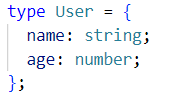 type User = {
  name: string;
  age: number;
};